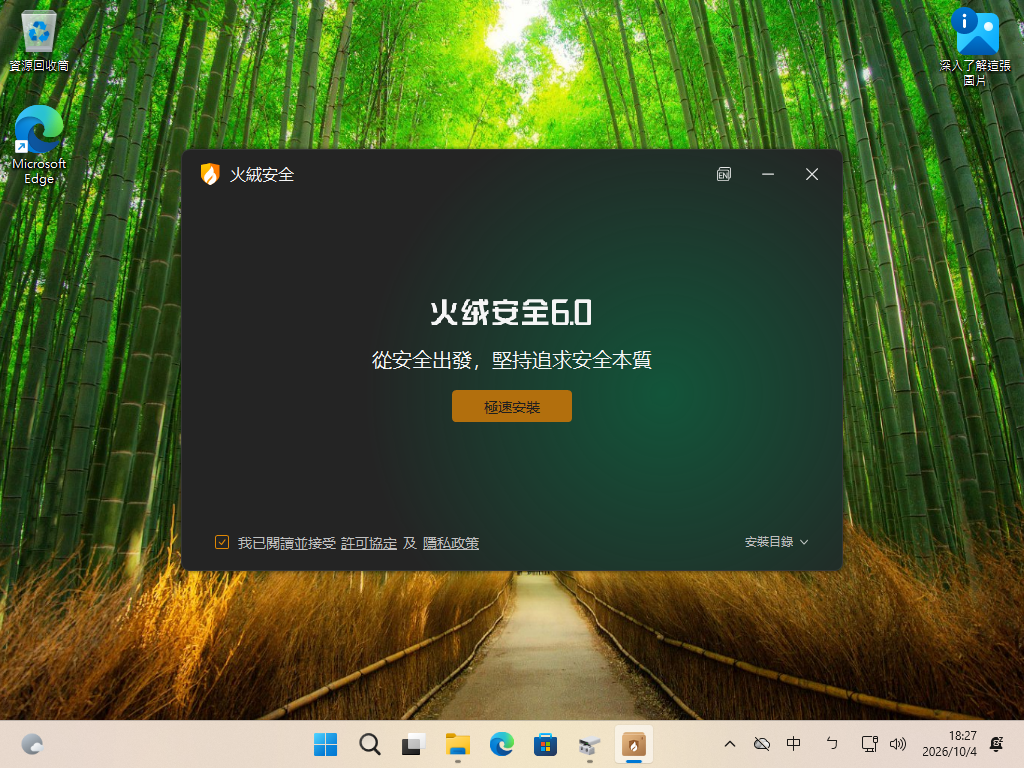 資源回收筒
深入了解這張
圖片
Microsoft
Edge
火絨安全
EN
火绒安全6.0
從安全出發，堅持追求安全本質
極速安裝
我已閱讀並接受 許可協定 及 隱私政策
安裝目錄
中
ㄅ
18:27
2026/10/4